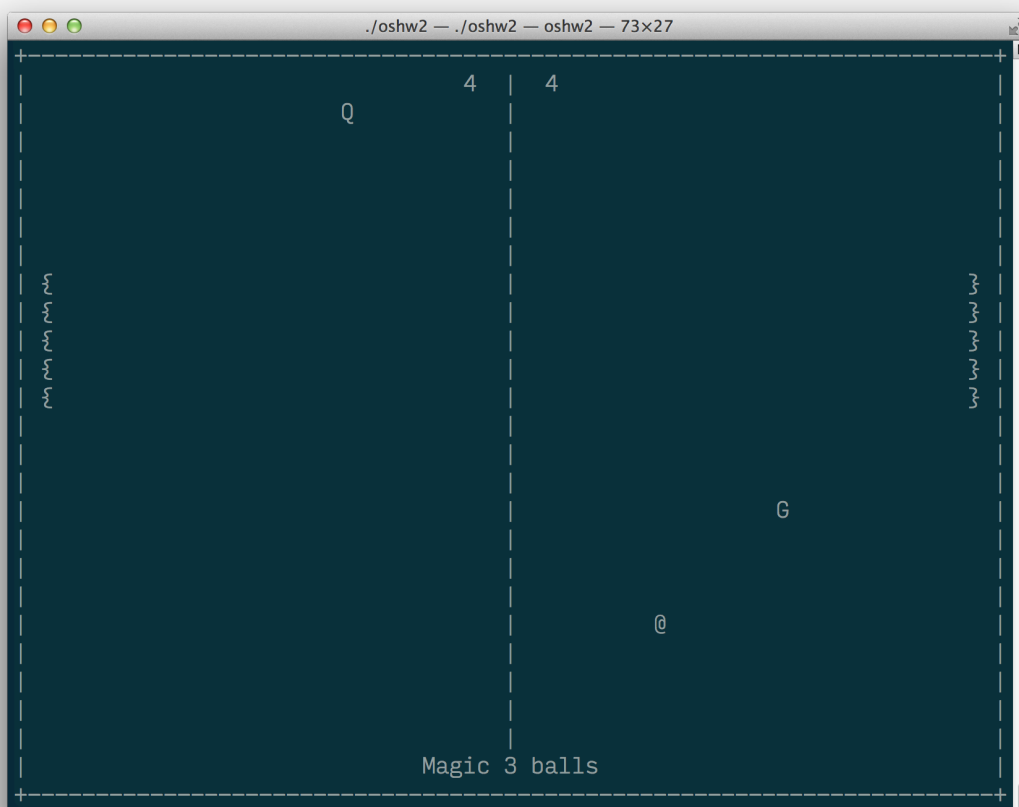 ./oshw2 — ./oshw2 — oshw2 — 73×27
+-----------------------------------------------------------------------+
| 4 | 4 |
| Q | |
| | |
| | |
| | |
| | |
| | |
| { | } |
| { | } |
| { | } |
| { | } |
| { | } |
| | |
| | |
| | |
| | G |
| | |
| | |
| | |
| | @ |
| | |
| | |
| | |
| | |
| Magic 3 balls |
+-----------------------------------------------------------------------+